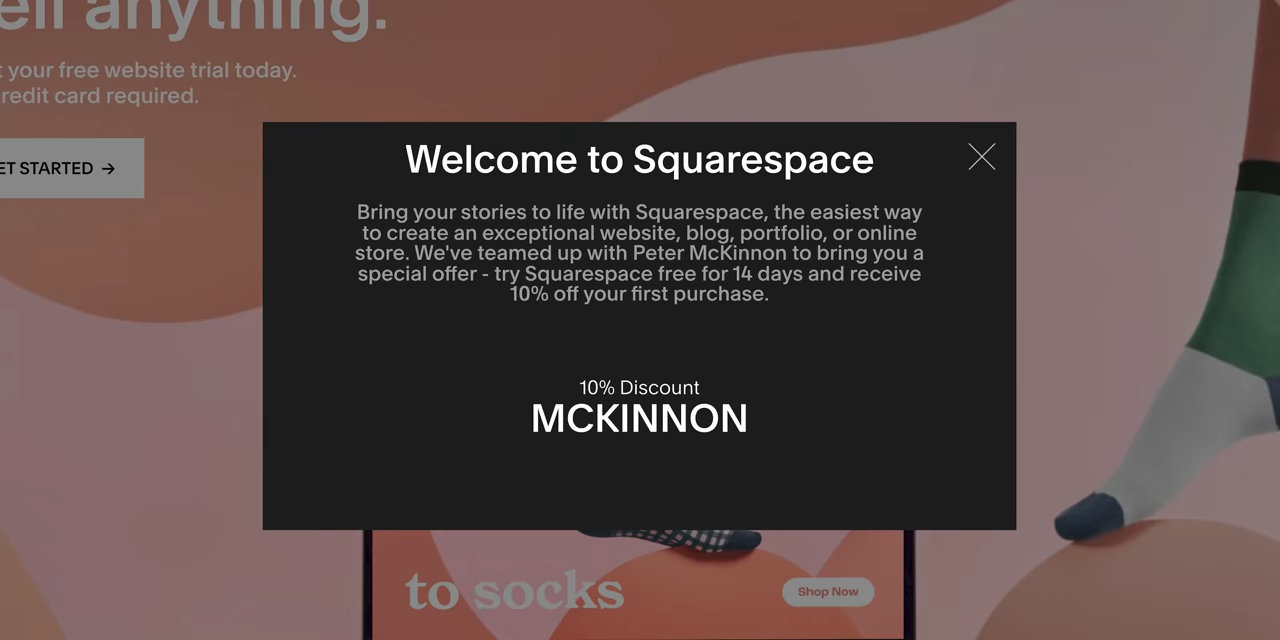 ell anything.
t your free website trial today.
redit card required.
ET STARTED →
Welcome to Squarespace
Bring your stories to life with Squarespace, the easiest way
to create an exceptional website, blog, portfolio, or online
store. We've teamed up with Peter McKinnon to bring you a
special offer - try Squarespace free for 14 days and receive
10% off your first purchase.
10% Discount
MCKINNON
to socks
Shop Now